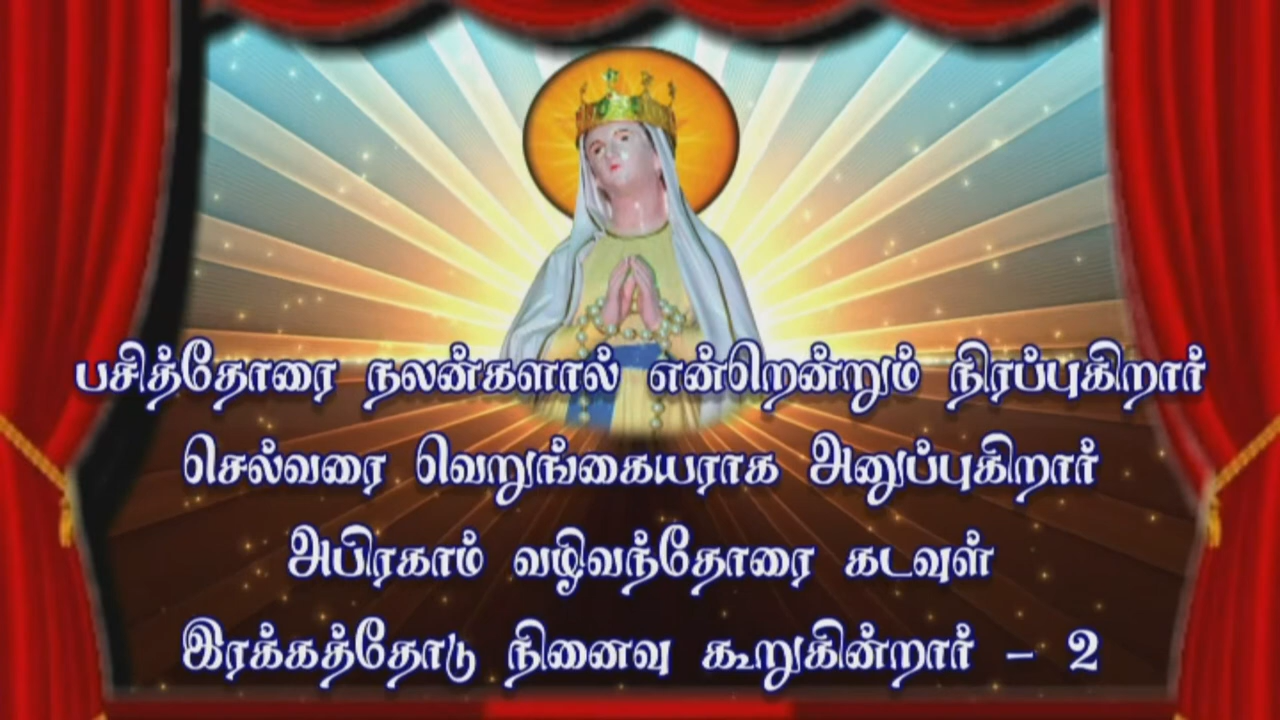 பசித்தோரை நலன்களால் என்றென்றும் நிரப்புகிறார்
செல்வரை வெறுங்கையராக அனுப்புகிறார்
அபிரகாம் வழிவந்தோரை கடவுள்
இரக்கத்தோடு நினைவு கூறுகின்றார் - 2